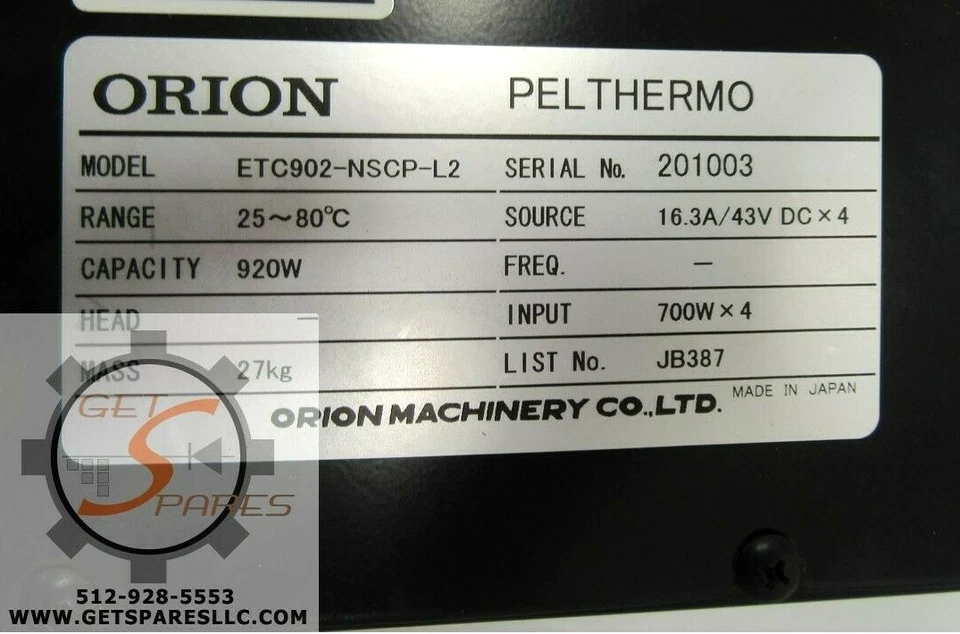 ORION PELTHERMO
MODEL ETC902-NSCP-L2 SERIAL No. 201003
RANGE 25～80℃ SOURCE 16.3A/43V DC×4
CAPACITY 920W FREQ. —
HEAD — INPUT 700W×4
MASS 27kg LIST No. JB387
MADE IN JAPAN
ORION MACHINERY CO.,LTD.
GET
SPARES
512-928-5553
WWW.GETSPARESLLC.COM